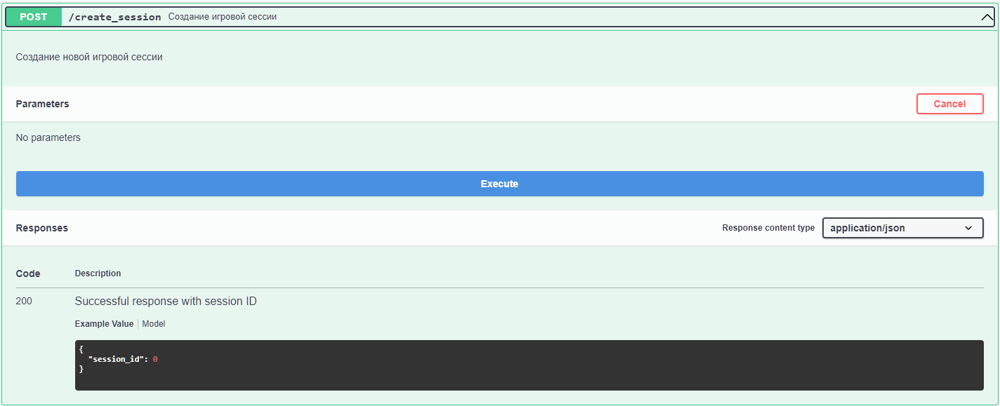 POST /create_session Создание игровой сессии
Создание новой игровой сессии
Parameters Cancel
No parameters
Execute
Responses Response content type application/json
Code Description
200 Successful response with session ID
Example Value Model
{
"session_id": 0
}